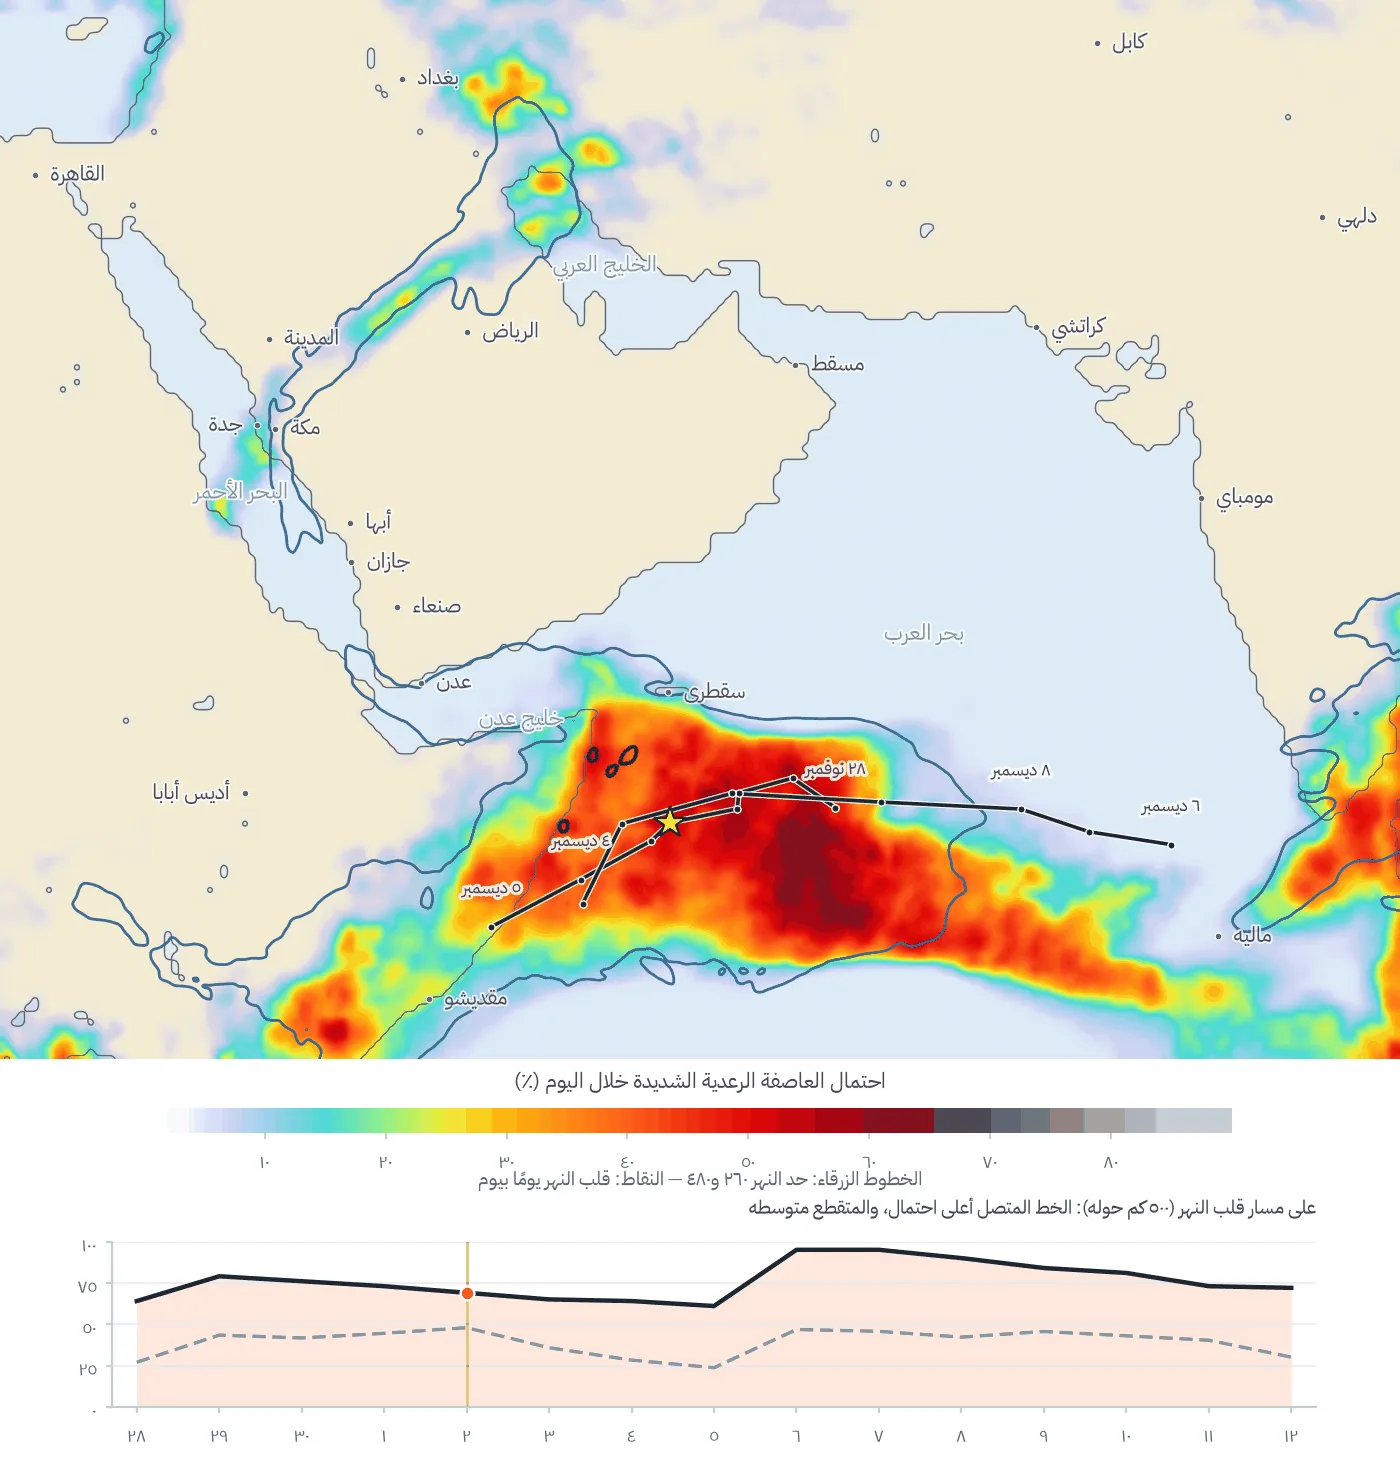 كابل
بغداد
القاهرة
دلهي
الخليج العربي
كراتشي
الرياض
المدينة
مسقط
جدة
مكة
البحر الأحمر
مومباي
أبها
جازان
صنعاء
بحر العرب
عدن
سقطرى
خليج عدن
٢٨ نوفمبر
٨ ديسمبر
أديس أبابا
٦ ديسمبر
٤ ديسمبر
٥ ديسمبر
ماليه
مقديشو
احتمال العاصفة الرعدية الشديدة خلال اليوم (٪)
١٠ ٢٠ ٣٠ ٤٠ ٥٠ ٦٠ ٧٠ ٨٠
الخطوط الزرقاء: حد النهر ٢٦٠ و٤٨٠ — النقاط: قلب النهر يومًا بيوم
على مسار قلب النهر (٥٠٠ كم حوله): الخط المتصل أعلى احتمال، والمتقطع متوسطه
١٠٠
٧٥
٥٠
٢٥
٠
٢٨ ٢٩ ٣٠ ١ ٢ ٣ ٤ ٥ ٦ ٧ ٨ ٩ ١٠ ١١ ١٢